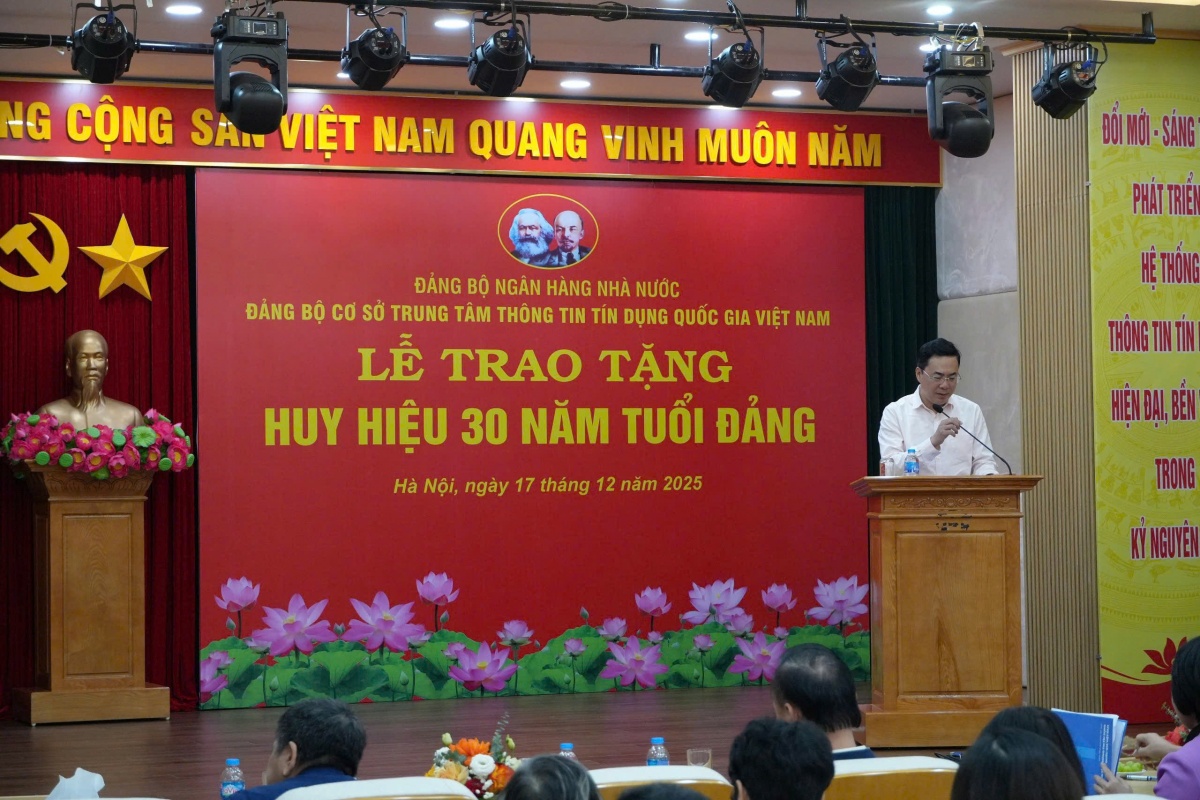 NG CỘNG SẢN VIỆT NAM QUANG VINH MUÔN NĂM
ĐẢNG BỘ NGÂN HÀNG NHÀ NƯỚC
ĐẢNG BỘ CƠ SỞ TRUNG TÂM THÔNG TIN TÍN DỤNG QUỐC GIA VIỆT NAM
LỄ TRAO TẶNG
HUY HIỆU 30 NĂM TUỔI ĐẢNG
Hà Nội, ngày 17 tháng 12 năm 2025
ĐỔI MỚI - SÁNG
PHÁT TRIỂN
HỆ THỐNG
THÔNG TIN TÍN
HIỆN ĐẠI, BỀN
TRONG
KỶ NGUYÊN